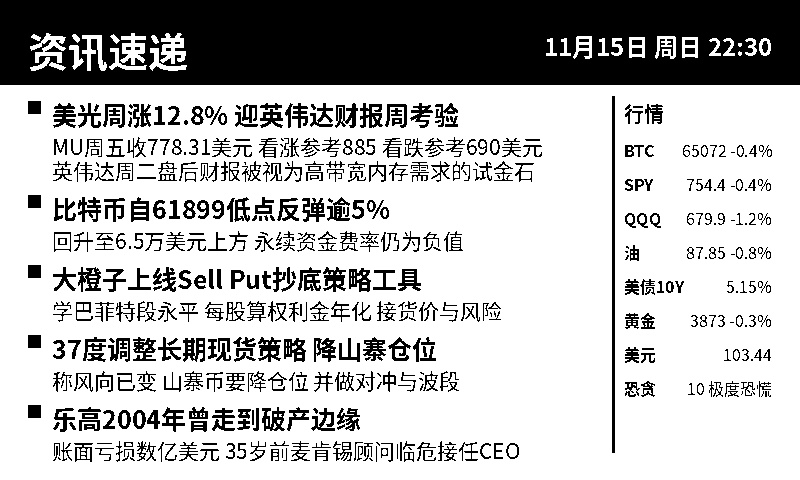 资讯速递
11月15日 周日 22:30
美光周涨12.8% 迎英伟达财报周考验
MU周五收778.31美元 看涨参考885 看跌参考690美元
英伟达周二盘后财报被视为高带宽内存需求的试金石
比特币自61899低点反弹逾5%
回升至6.5万美元上方 永续资金费率仍为负值
大橙子上线Sell Put抄底策略工具
学巴菲特段永平 每股算权利金年化 接货价与风险
37度调整长期现货策略 降山寨仓位
称风向已变 山寨币要降仓位 并做对冲与波段
乐高2004年曾走到破产边缘
账面亏损数亿美元 35岁前麦肯锡顾问临危接任CEO
行情
BTC 65072 -0.4%
SPY 754.4 -0.4%
QQQ 679.9 -1.2%
油 87.85 -0.8%
美债10Y 5.15%
黄金 3873 -0.3%
美元 103.44
恐贪 10 极度恐慌